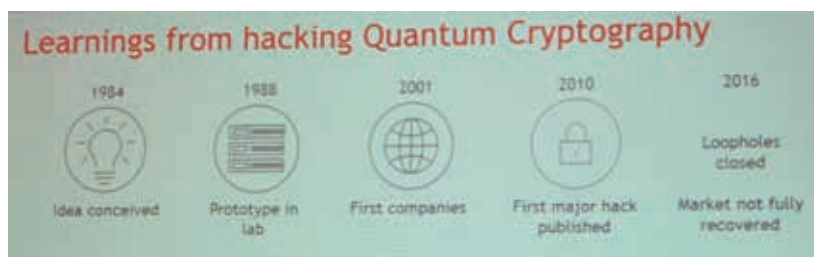 Learnings from hacking Quantum Cryptography
1984
1988
2001
2010
2016
Loopholes
closed
Idea conceived
Prototype in
lab
First companies
First major hack
published
Market not fully
recovered